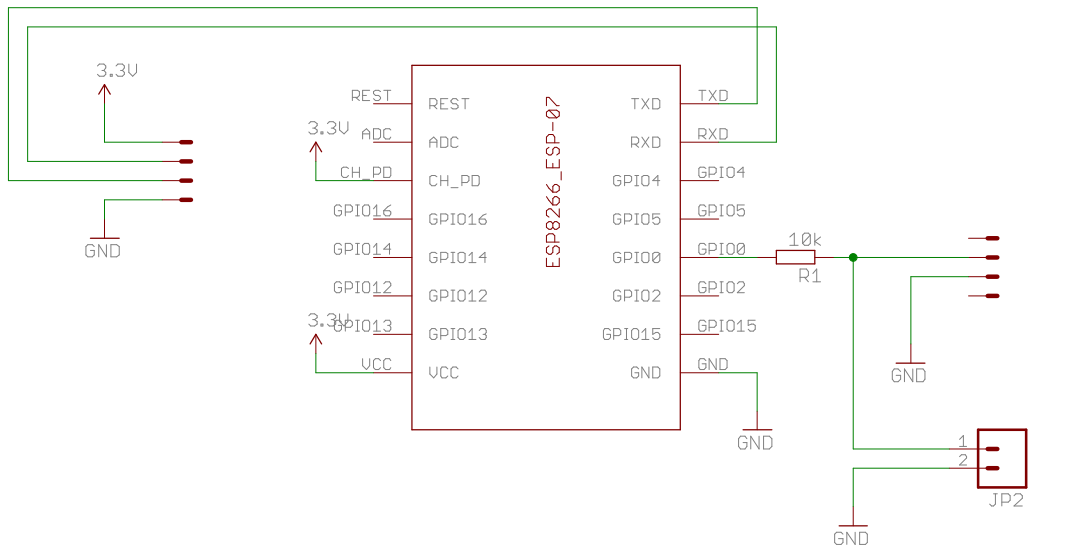 3.3V
GND
3.3V
3.3V
REST
ADC
CH_PD
GPIO16
GPIO14
GPIO12
GPIO13
VCC
REST
ADC
CH_PD
GPIO16
GPIO14
GPIO12
GPIO13
VCC
ESP8266_ESP-07
TXD
RXD
GPIO4
GPIO5
GPIO0
GPIO2
GPIO15
GND
TXD
RXD
GPIO4
GPIO5
GPIO0
GPIO2
GPIO15
GND
GND
10k
R1
GND
1
2
JP2
GND